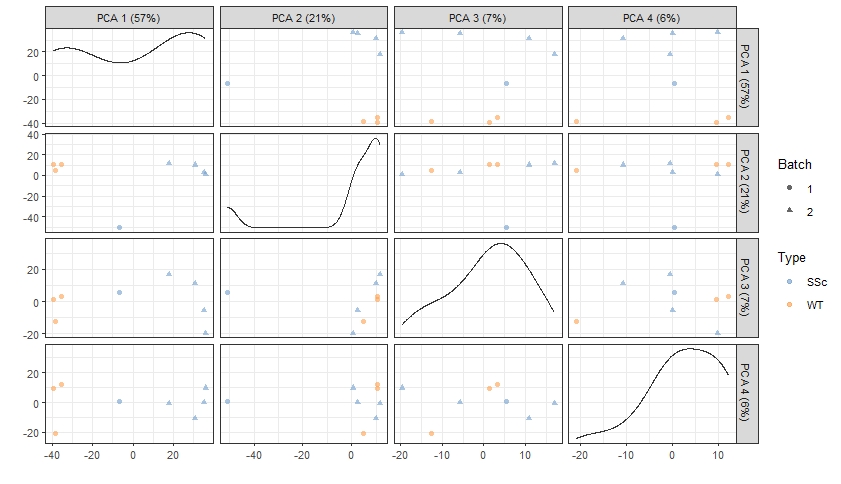 PCA 1 (57%) PCA 2 (21%) PCA 3 (7%) PCA 4 (6%)
20
0
-20
-40
PCA 1 (57%)
40
20
0
-20
-40
PCA 2 (21%)
20
0
-20
PCA 3 (7%)
20
0
-20
PCA 4 (6%)
-40 -20 0 20 -40 -20 0 -20 -10 0 10 -20 -10 0 10
Batch
1
2
Type
SSc
WT